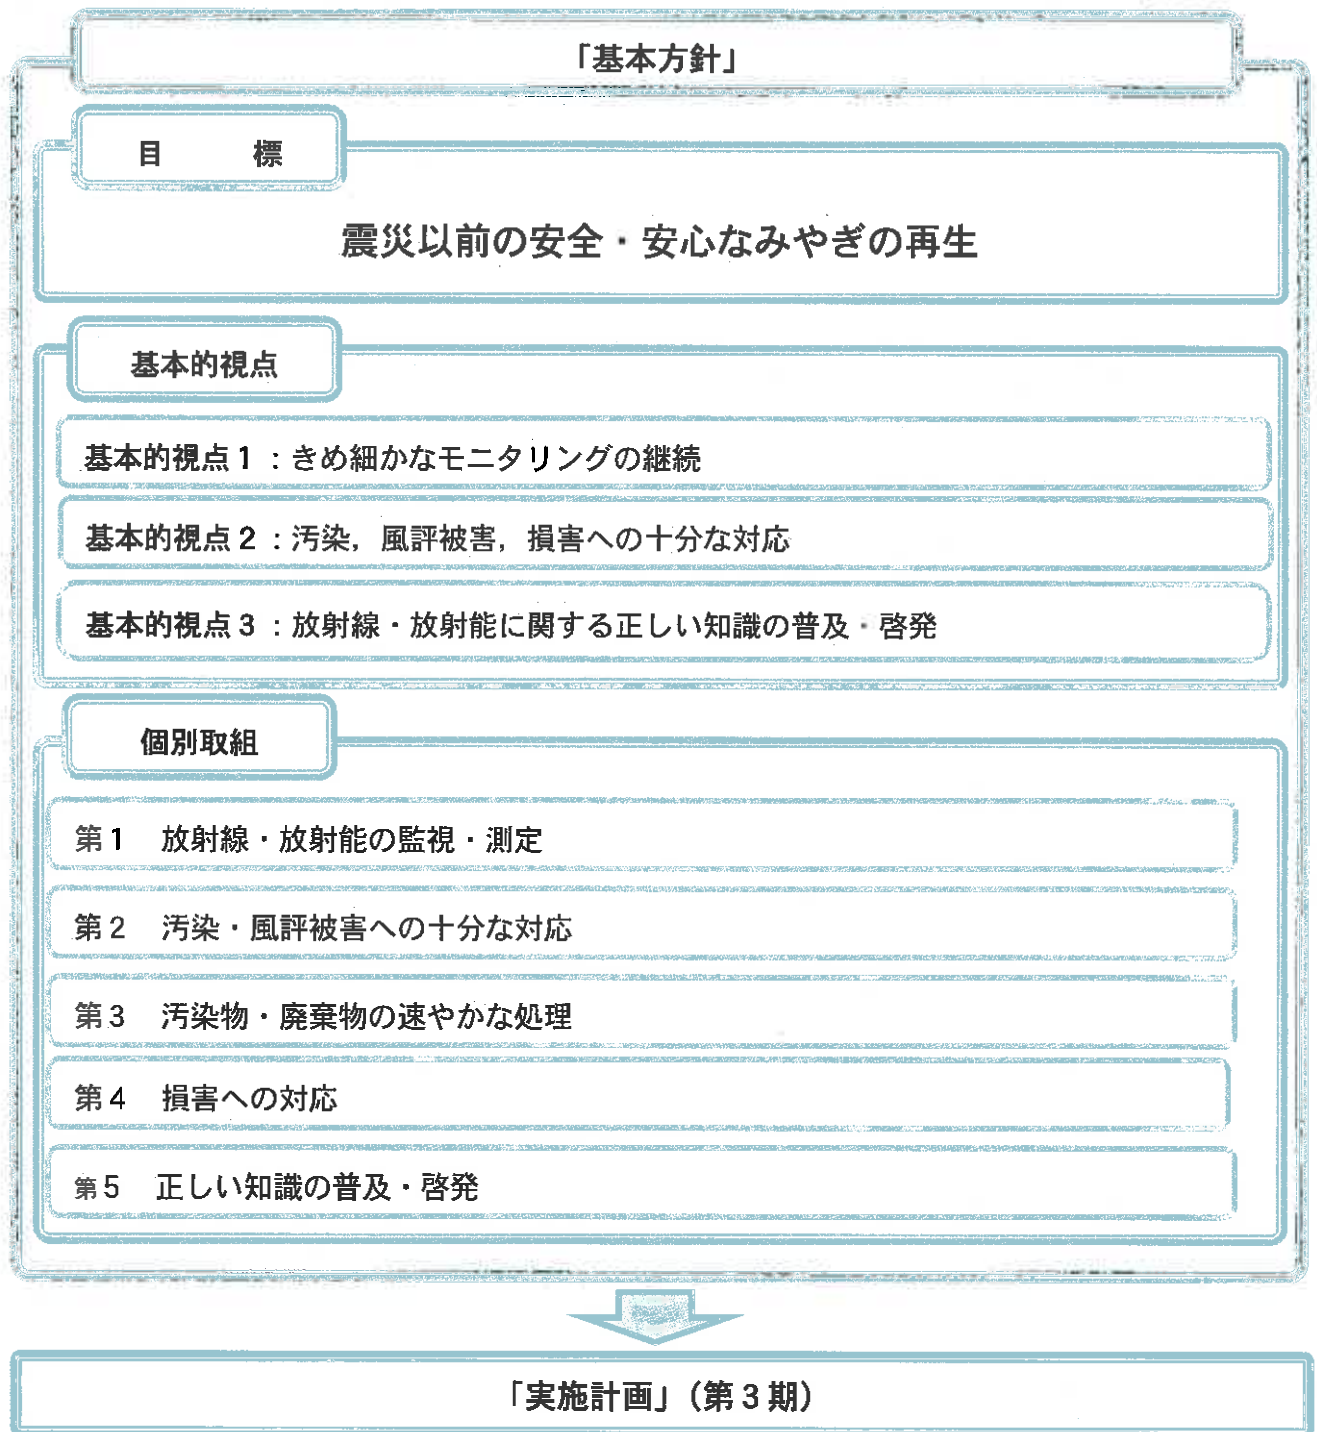 「基本方針」
目　　　標
震災以前の安全・安心なみやぎの再生
基本的視点
基本的視点1：きめ細かなモニタリングの継続
基本的視点2：汚染，風評被害，損害への十分な対応
基本的視点3：放射線・放射能に関する正しい知識の普及・啓発
個別取組
第1　放射線・放射能の監視・測定
第2　汚染・風評被害への十分な対応
第3　汚染物・廃棄物の速やかな処理
第4　損害への対応
第5　正しい知識の普及・啓発
「実施計画」（第3期）